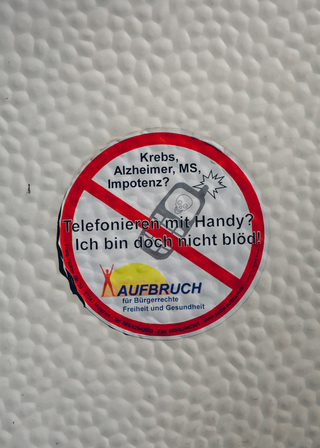 Krebs,
Alzheimer, MS,
Impotenz?
Telefonieren mit Handy?
Ich bin doch nicht blöd!
AUFBRUCH
für Bürgerrechte
Freiheit und Gesundheit